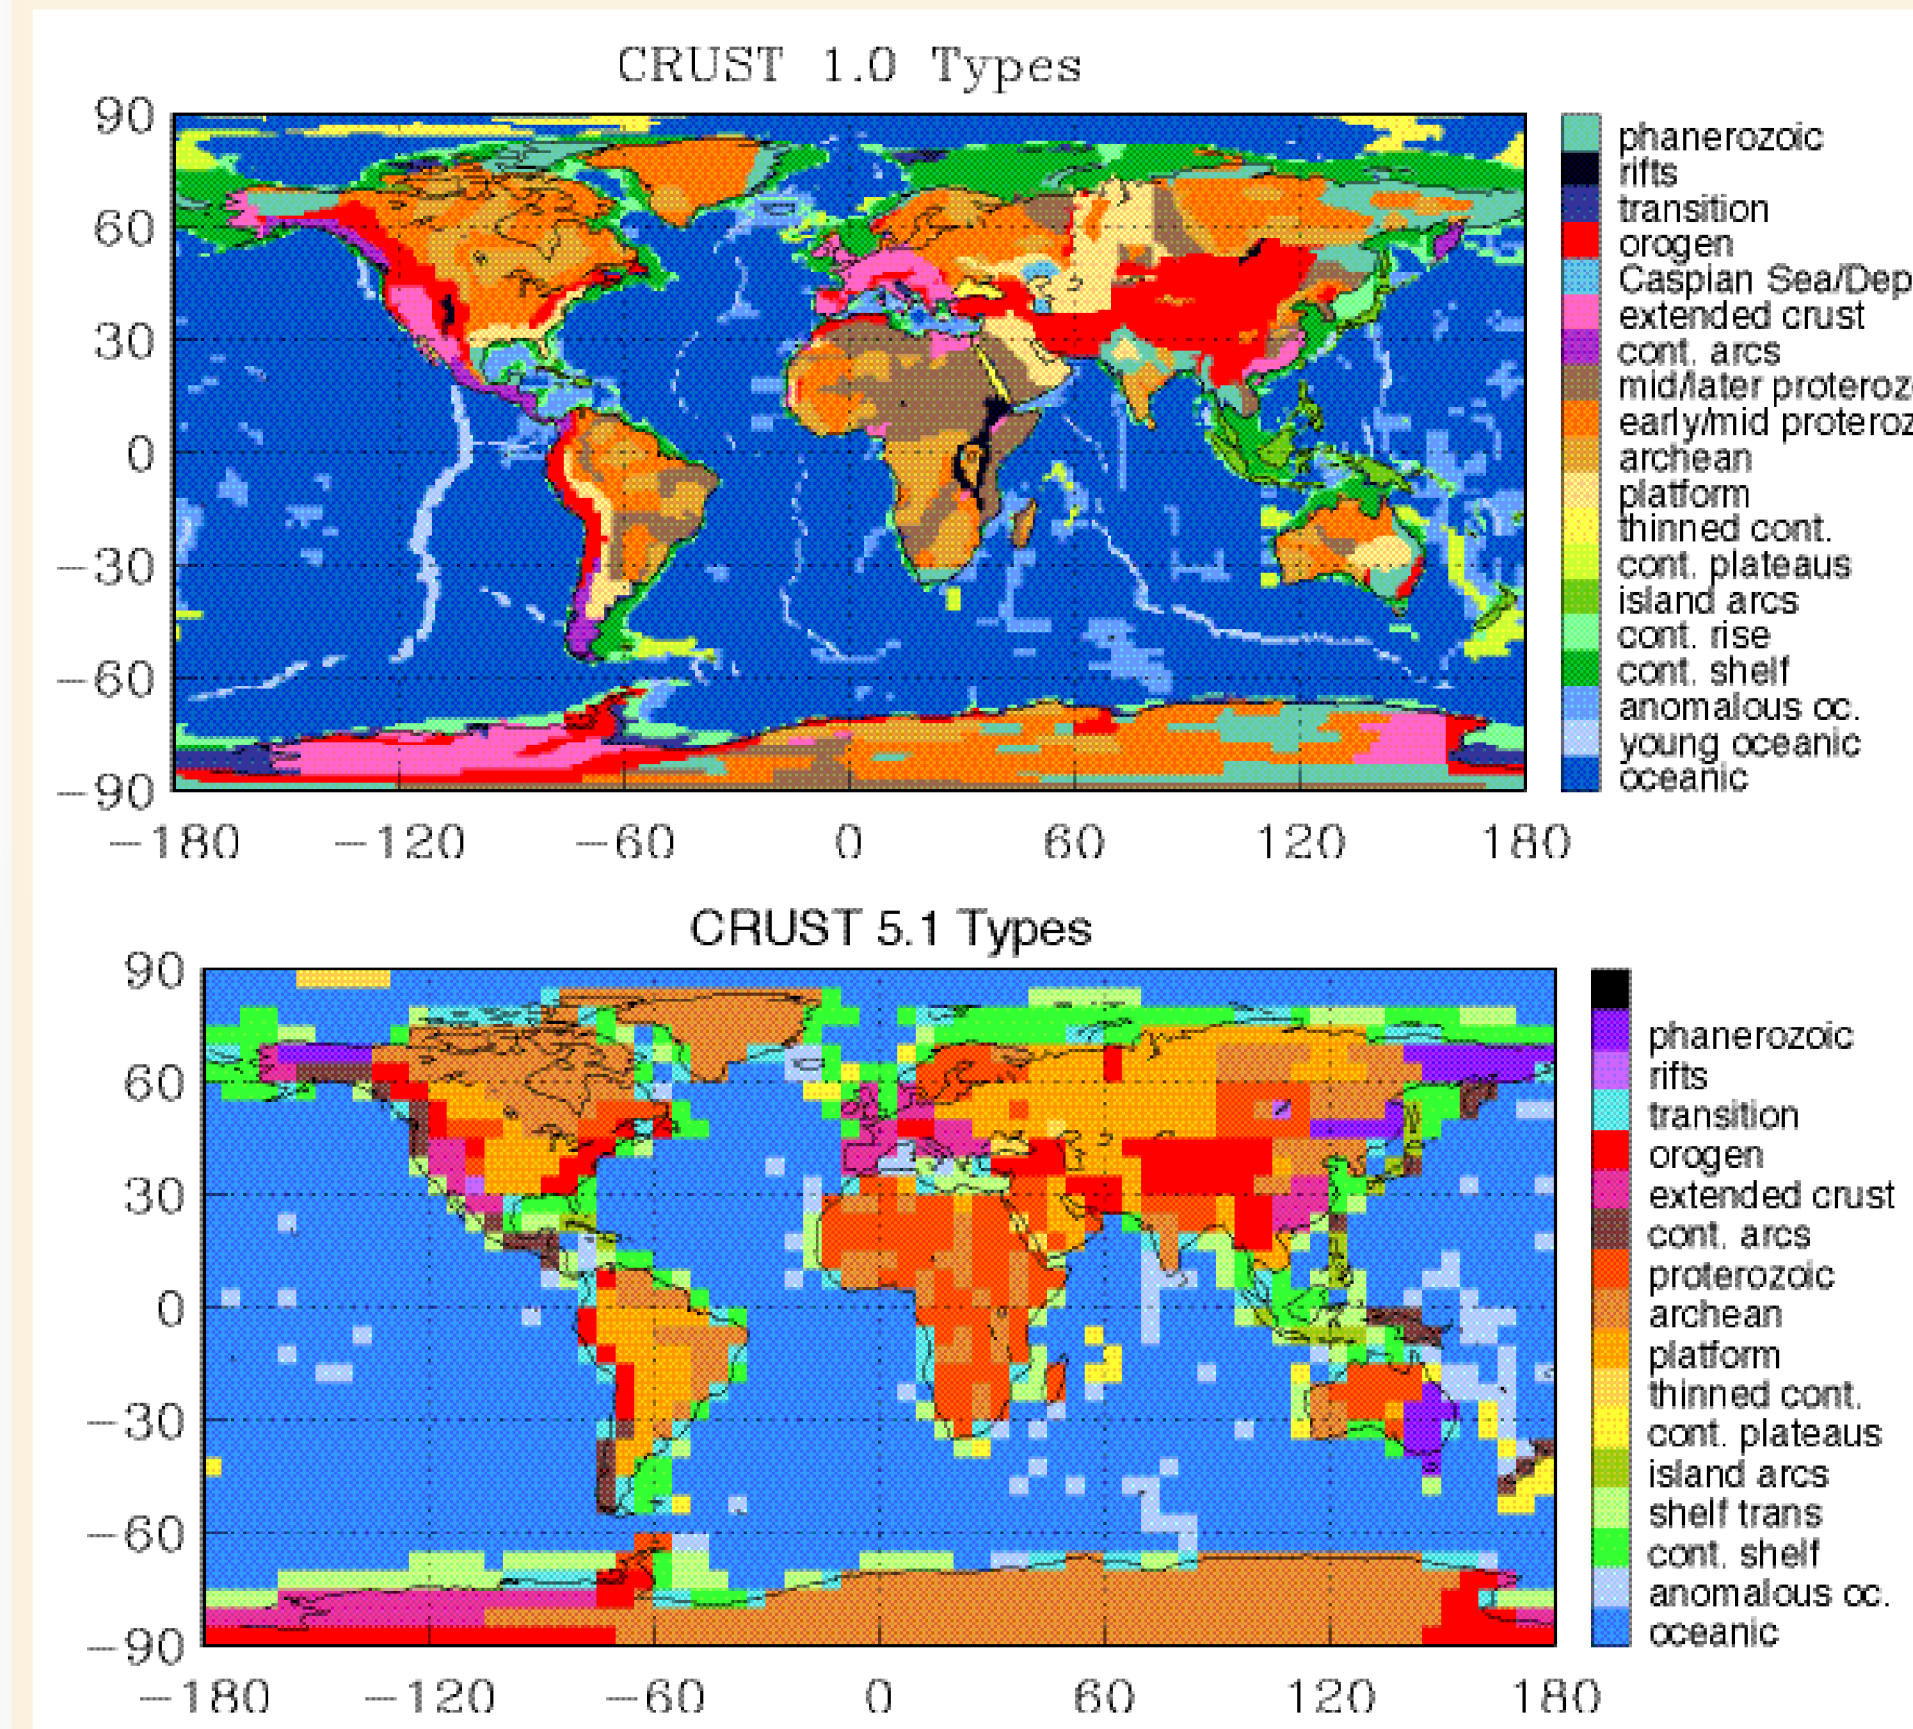 CRUST 1.0 Types
90
60
30
0
−30
−60
−90
−180 −120 −60 0 60 120 180
phanerozoic
rifts
transition
orogen
Caspian Sea/Dep
extended crust
cont. arcs
mid/later proteroz
early/mid proteroz
archean
platform
thinned cont.
cont. plateaus
island arcs
cont. rise
cont. shelf
anomalous oc.
young oceanic
oceanic
CRUST 5.1 Types
90
60
30
0
−30
−60
−90
−180 −120 −60 0 60 120 180
phanerozoic
rifts
transition
orogen
extended crust
cont. arcs
proterozoic
archean
platform
thinned cont.
cont. plateaus
island arcs
shelf trans
cont. shelf
anomalous oc.
oceanic